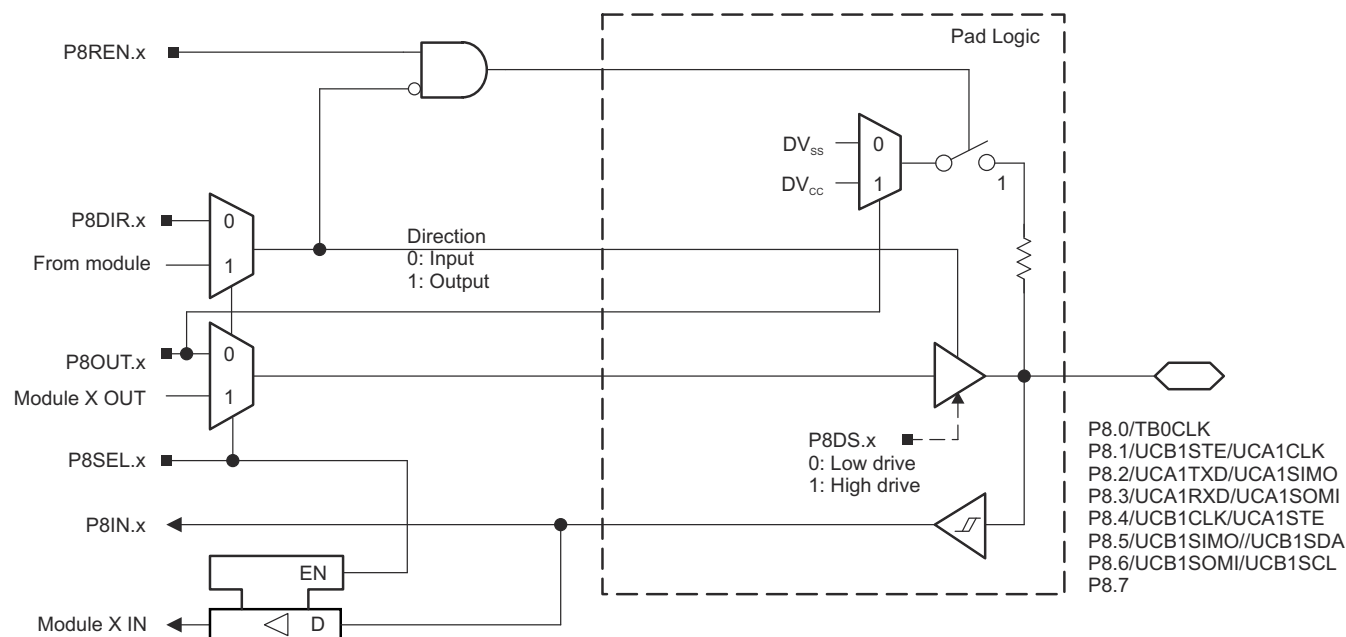 Pad Logic
P8REN.x
DVSS
0
DVCC
1
1
P8DIR.x
0
From module
1
Direction
0: Input
1: Output
P8OUT.x
0
Module X OUT
1
P8SEL.x
P8DS.x
0: Low drive
1: High drive
P8.0/TB0CLK
P8.1/UCB1STE/UCA1CLK
P8.2/UCA1TXD/UCA1SIMO
P8.3/UCA1RXD/UCA1SOMI
P8.4/UCB1CLK/UCA1STE
P8.5/UCB1SIMO//UCB1SDA
P8.6/UCB1SOMI/UCB1SCL
P8.7
P8IN.x
EN
Module X IN
D